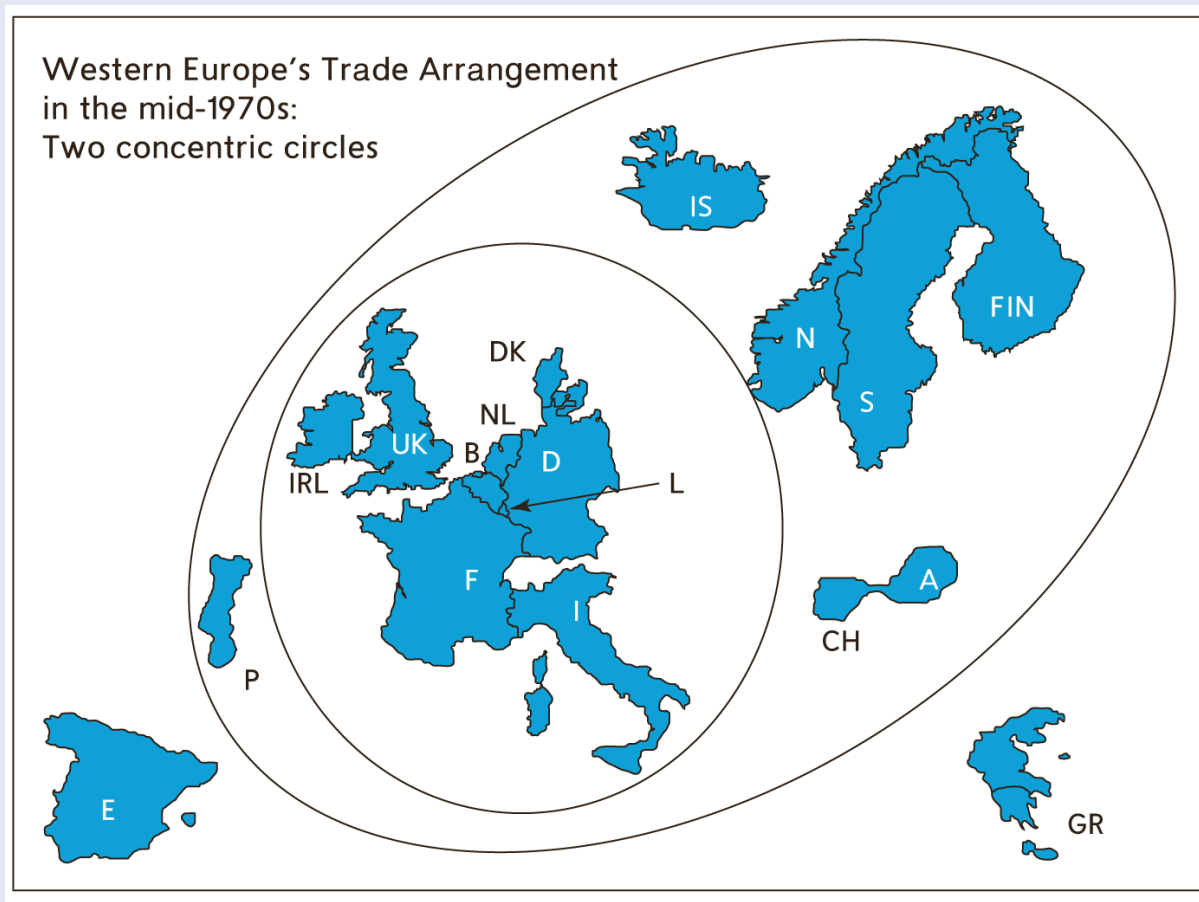 Western Europe's Trade Arrangement
in the mid-1970s:
Two concentric circles
IS
FIN
N
DK
S
NL
UK
B
D
IRL
L
F
A
I
CH
P
E
GR